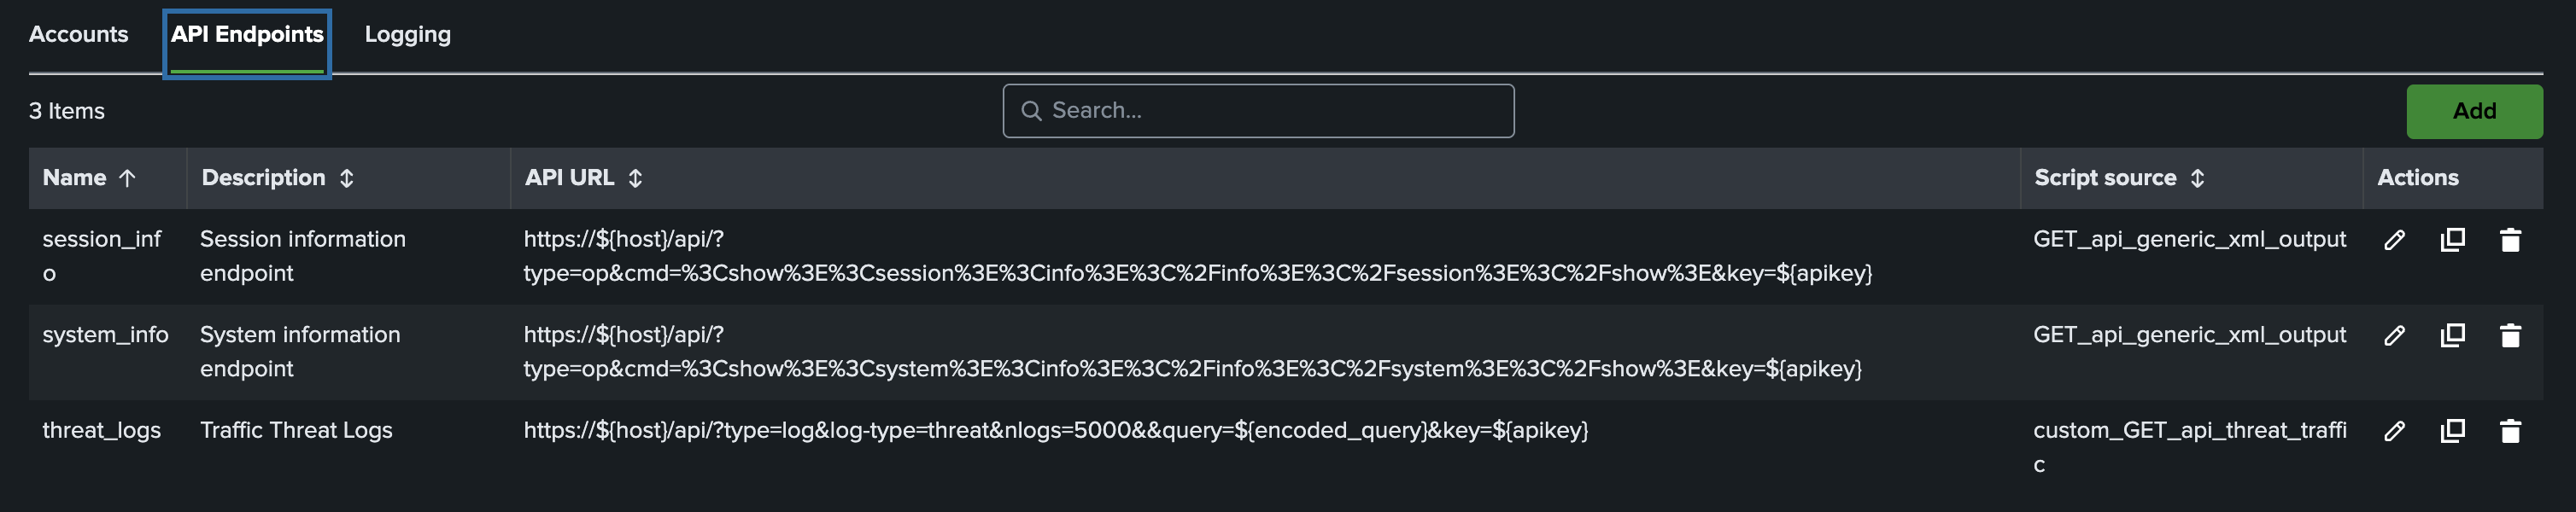 Accounts API Endpoints Logging
3 Items Search... Add
Name Description API URL Script source Actions
session_inf Session information https://${host}/api/? GET_api_generic_xml_output
o endpoint type=op&cmd=%3Cshow%3E%3Csession%3E%3Cinfo%3E%3C%2Finfo%3E%3C%2Fsession%3E%3C%2Fshow%3E&key=${apikey}
system_info System information https://${host}/api/? GET_api_generic_xml_output
endpoint type=op&cmd=%3Cshow%3E%3Csystem%3E%3Cinfo%3E%3C%2Finfo%3E%3C%2Fsystem%3E%3C%2Fshow%3E&key=${apikey}
threat_logs Traffic Threat Logs https://${host}/api/?type=log&log-type=threat&nlogs=5000&&query=${encoded_query}&key=${apikey} custom_GET_api_threat_traffi
c